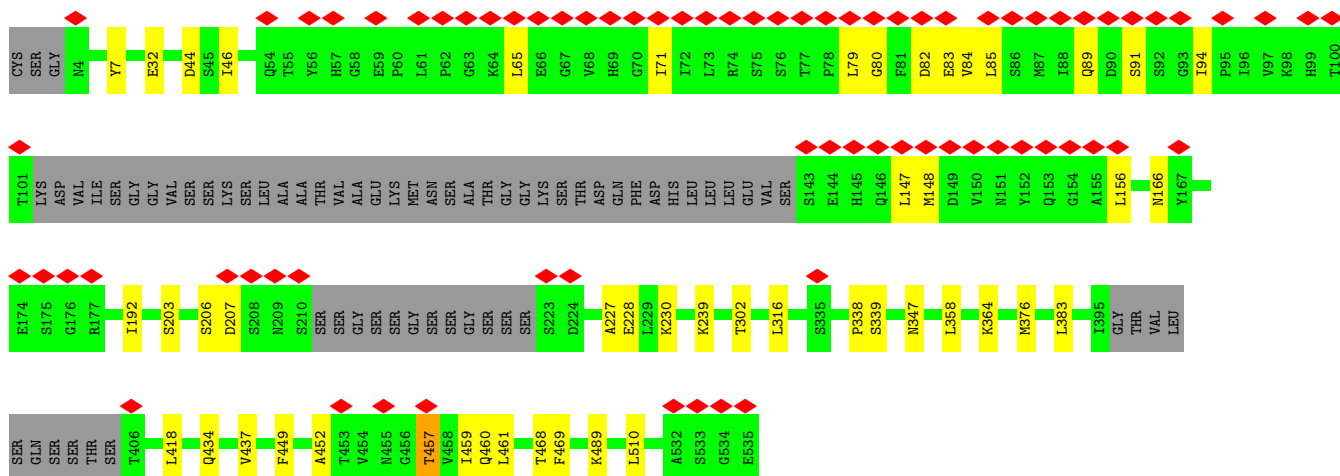 CYS SER GLY N4 Y7 E32 D44 S45 I46 Q54 T55 Y56 H57 G58 E59 P60 L61 P62 G63 K64 L65 E66 G67 V68 H69 G70 I71 I72 L73 R74 S75 S76 T77 P78 L79 G80 F81 D82 E83 V84 L85 S86 M87 I88 Q89 D90 S91 S92 G93 I94 P95 I96 V97 K98 H99 T100
T101 LYS ASP VAL ILE SER GLY GLY VAL SER SER LYS SER LEU ALA ALA THR VAL ALA GLU LYS MET ASN SER ALA THR GLY GLY LYS SER THR ASP GLN PHE ASP HIS LEU LEU LEU GLU VAL SER S143 E144 H145 Q146 L147 M148 D149 V150 N151 Y152 Q153 G154 A155 L156 N166 Y167
E174 S175 G176 R177 I192 S203 S206 D207 S208 N209 S210 SER SER GLY SER SER GLY SER SER GLY SER SER SER S223 D224 A227 E228 L229 K230 K239 T302 L316 S335 P338 S339 N347 L358 K364 M376 L383 I395 GLY THR VAL LEU
SER GLN SER SER THR SER T406 L418 Q434 V437 F449 A452 T453 V454 N455 G456 T457 V458 I459 Q460 L461 T468 F469 K489 L510 A532 S533 G534 E535